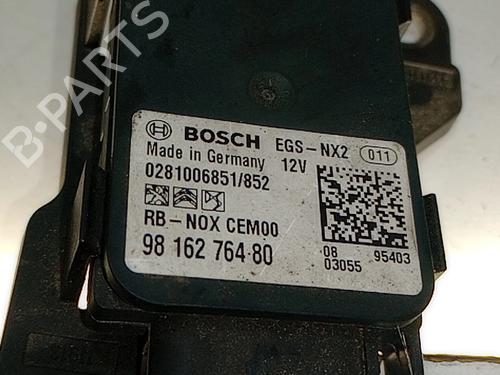 B-PARTS
BOSCH EGS-NX2 011
Made in Germany 12V
0281006851/852
RB-NOX CEM00
98 162 764 80
08 95403
03055